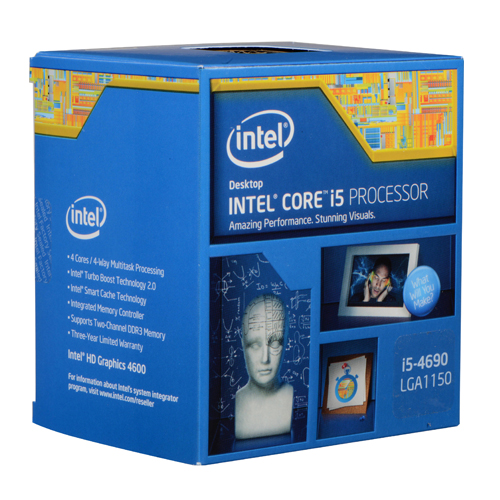 intel
Desktop
INTEL® CORE™ i5 PROCESSOR
Amazing Performance. Stunning Visuals.
What
Will You
Make?
i5-4690
LGA1150
intel
• 4 Cores / 4-Way Multitask Processing
• Intel® Turbo Boost Technology 2.0
• Intel® Smart Cache Technology
• Integrated Memory Controller
• Supports Two-Channel DDR3 Memory
• Three-Year Limited Warranty
Intel® HD Graphics 4600
For information about Intel's system integrator
program, visit www.intel.com/reseller